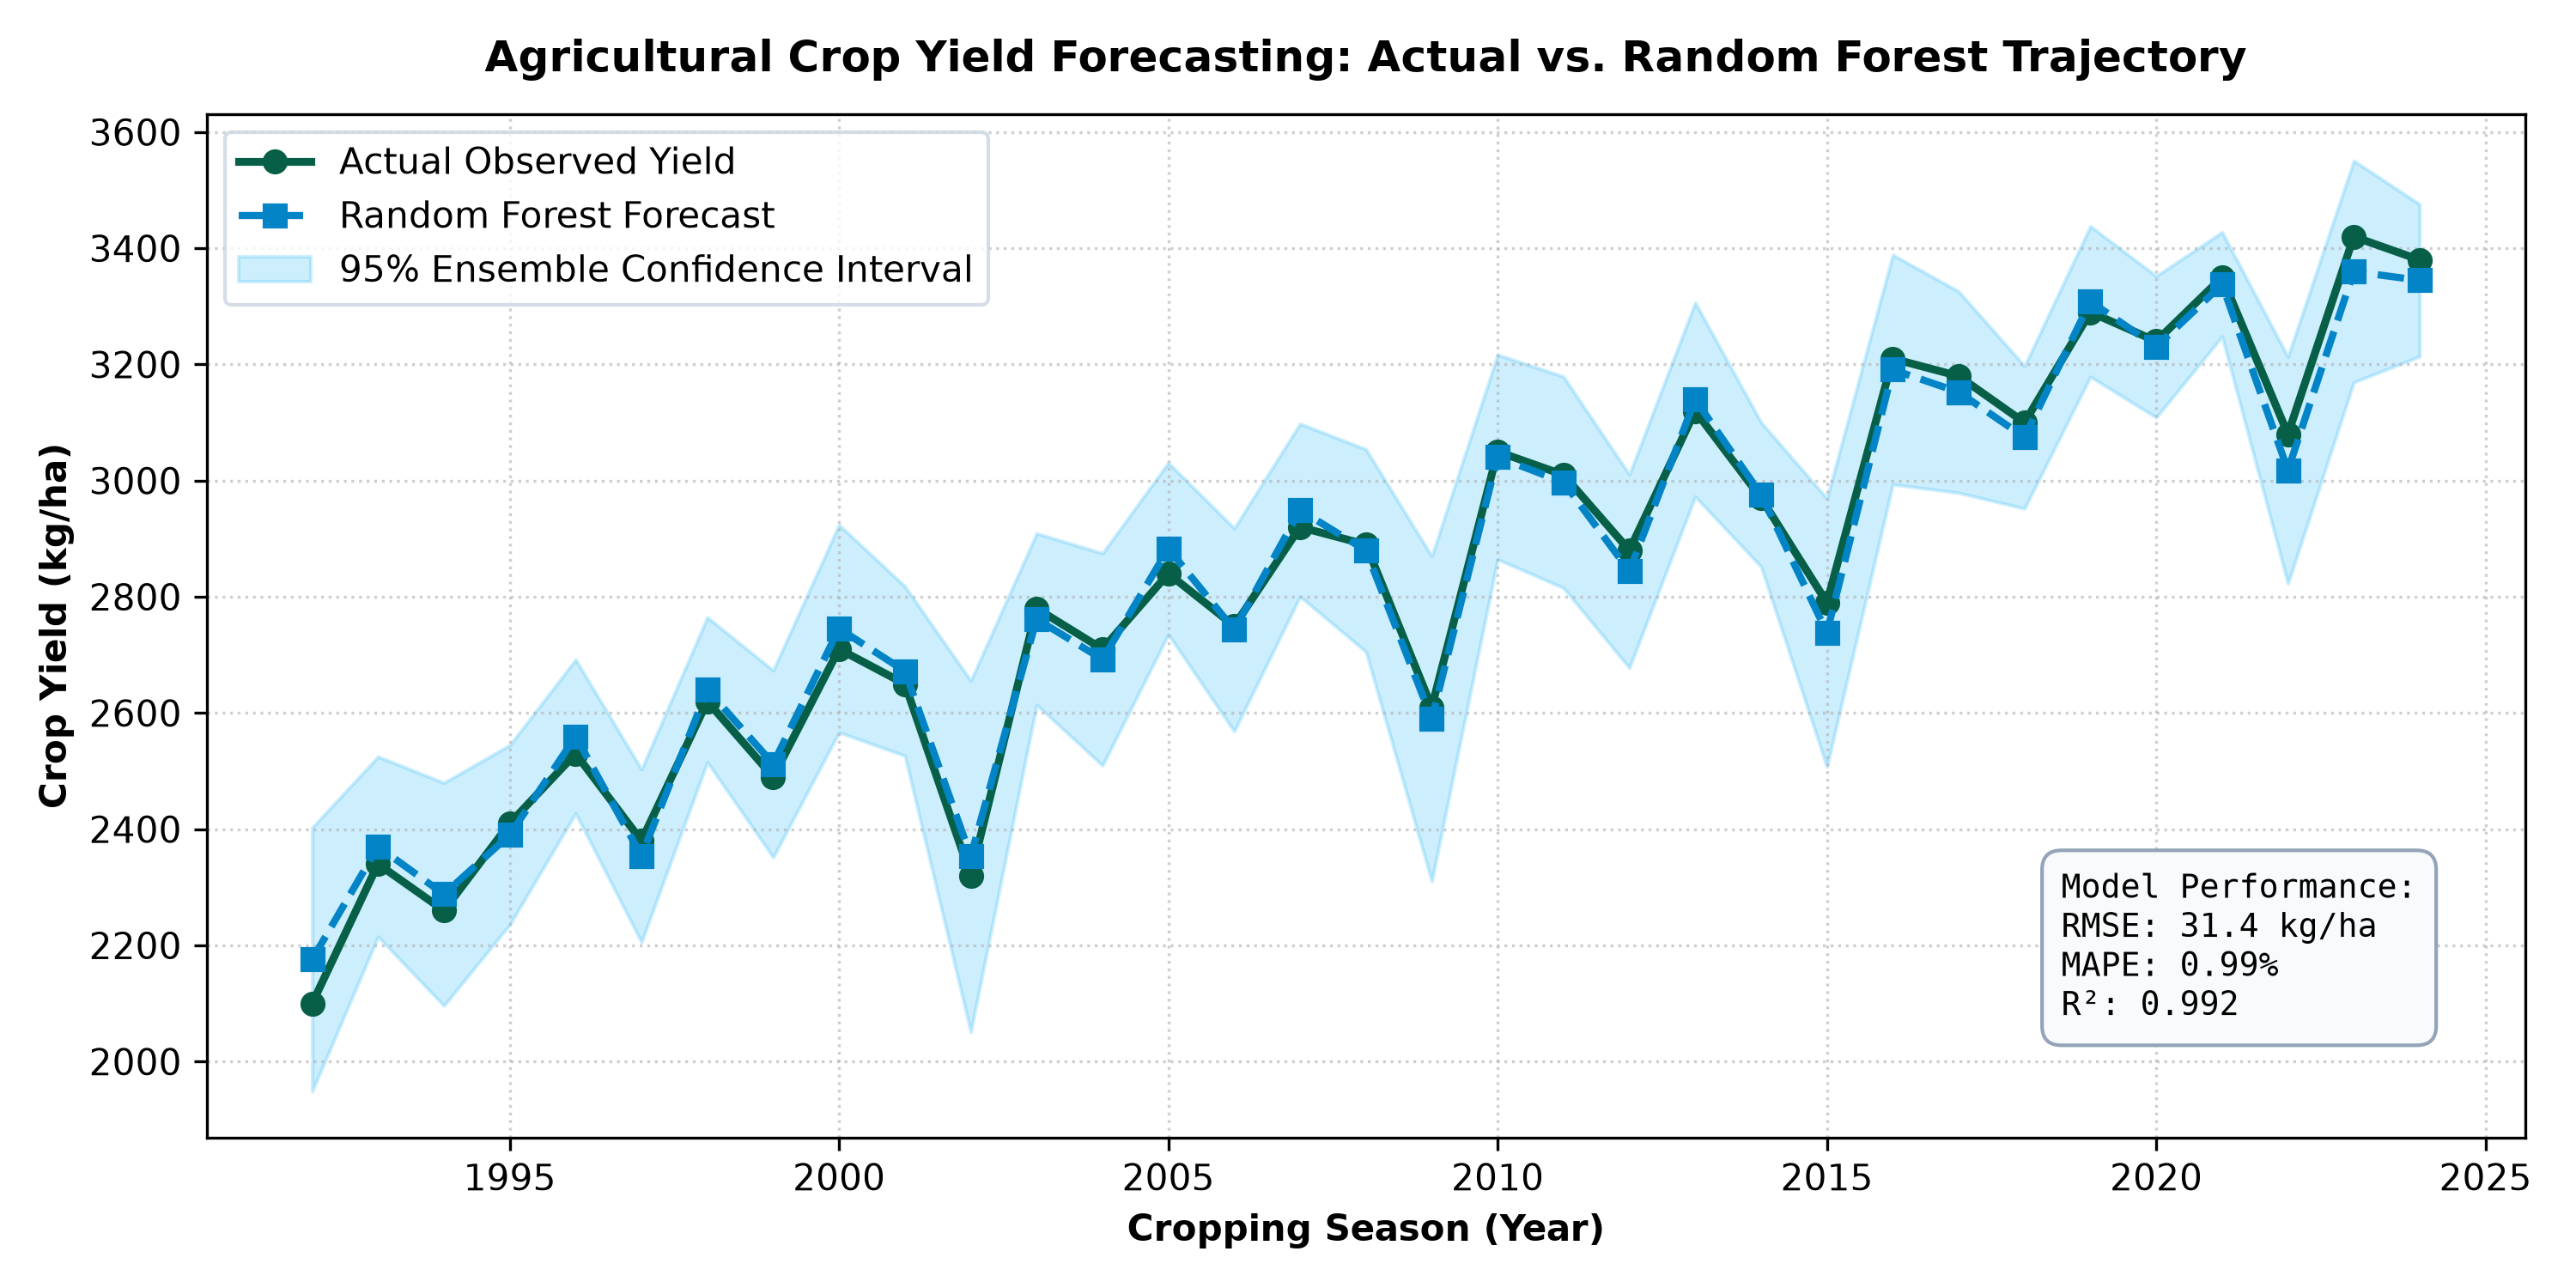 Agricultural Crop Yield Forecasting: Actual vs. Random Forest Trajectory
Actual Observed Yield
Random Forest Forecast
95% Ensemble Confidence Interval
Crop Yield (kg/ha)
3600
3400
3200
3000
2800
2600
2400
2200
2000
Model Performance:
RMSE: 31.4 kg/ha
MAPE: 0.99%
R²: 0.992
1995 2000 2005 2010 2015 2020 2025
Cropping Season (Year)